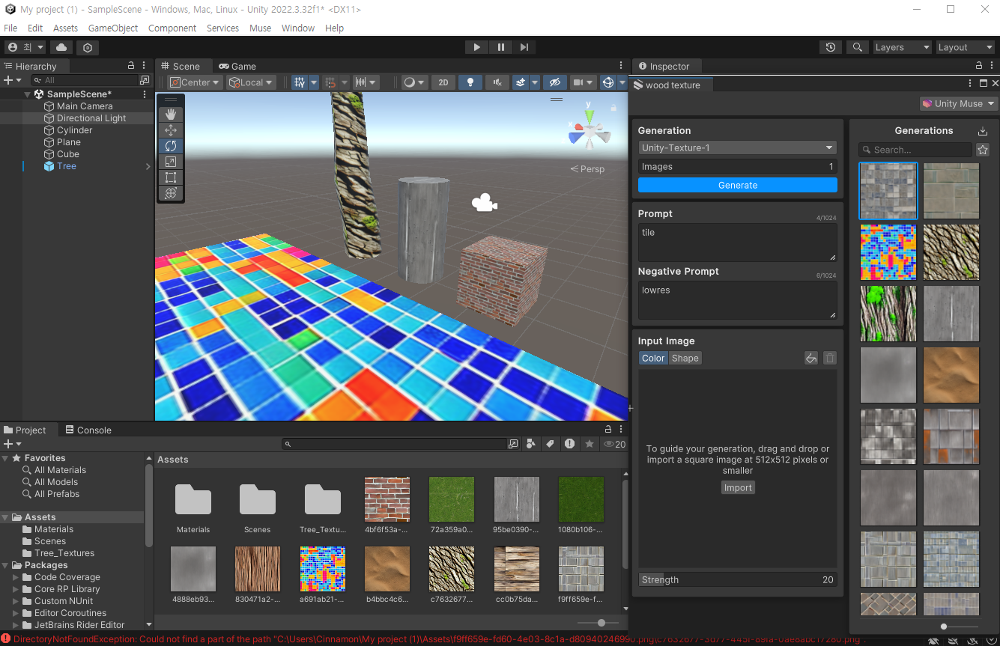 My project (1) - SampleScene - Windows, Mac, Linux - Unity 2022.3.32f1* <DX11>
File Edit Assets GameObject Component Services Muse Window Help
최
Layers
Layout
Hierarchy
All
SampleScene*
Main Camera
Directional Light
Cylinder
Plane
Cube
Tree
Scene
Game
Center
Local
2D
y
x
Persp
Inspector
wood texture
Unity Muse
Generation
Unity-Texture-1
Images 1
Generate
Prompt
4/1024
tile
Negative Prompt
6/1024
lowres
Input Image
Color Shape
To guide your generation, drag and drop or
import a square image at 512x512 pixels or
smaller
Import
Strength 20
Generations
Search...
Project
Console
20
Favorites
All Materials
All Models
All Prefabs
Assets
Materials
Scenes
Tree_Textures
Packages
Code Coverage
Core RP Library
Custom NUnit
Editor Coroutines
JetBrains Rider Editor
Assets
Materials
Scenes
Tree_Textu...
4bf6f53a-...
72a359a0...
95be0390-...
1080b106-...
4888eb93...
830471a2-...
a691ab21-...
b4bbc4c6...
c7632677...
cc0b75da...
f9ff659e-f...
DirectoryNotFoundException: Could not find a part of the path "C:\Users\Cinnamon\My project (1)\Assets\f9ff659e-fd60-4e03-8c1a-d80940246990.png\c7632677-3d77-445f-89fa-0ae8abc17280.png".